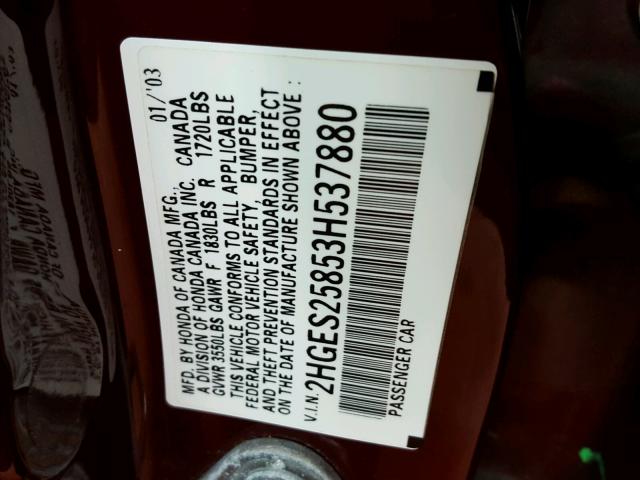 MFD. BY HONDA OF CANADA MFG., 01/'03
A DIVISION OF HONDA CANADA INC. CANADA
GVWR 3550LBS GAWR F 1830LBS R 1720LBS
THIS VEHICLE CONFORMS TO ALL APPLICABLE
FEDERAL MOTOR VEHICLE SAFETY, BUMPER,
AND THEFT PREVENTION STANDARDS IN EFFECT
ON THE DATE OF MANUFACTURE SHOWN ABOVE :
V.I.N. 2HGES25853H537880
PASSENGER CAR